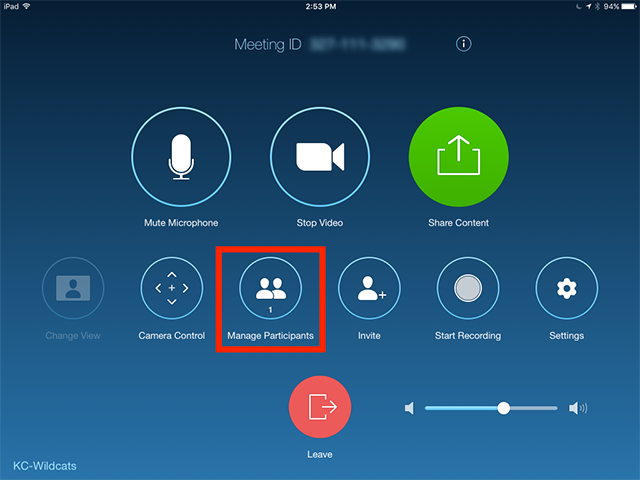 iPad 2:53 PM 94%
Meeting ID
Mute Microphone Stop Video Share Content
1
Change View Camera Control Manage Participants Invite Start Recording Settings
Leave
KC-Wildcats